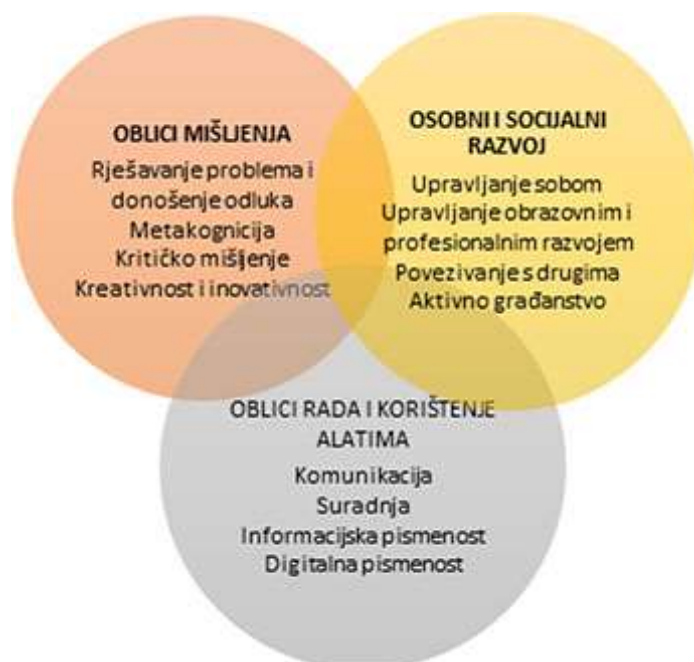 OBLICI MIŠLJENJA
Rješavanje problema i
donošenje odluka
Metakognicija
Kritičko mišljenje
Kreativnost i inovativnost
OSOBNI I SOCIJALNI
RAZVOJ
Upravljanje sobom
Upravljanje obrazovnim i
profesionalnim razvojem
Povezivanje s drugima
Aktivno građanstvo
OBLICI RADA I KORIŠTENJE
ALATIMA
Komunikacija
Suradnja
Informacijska pismenost
Digitalna pismenost